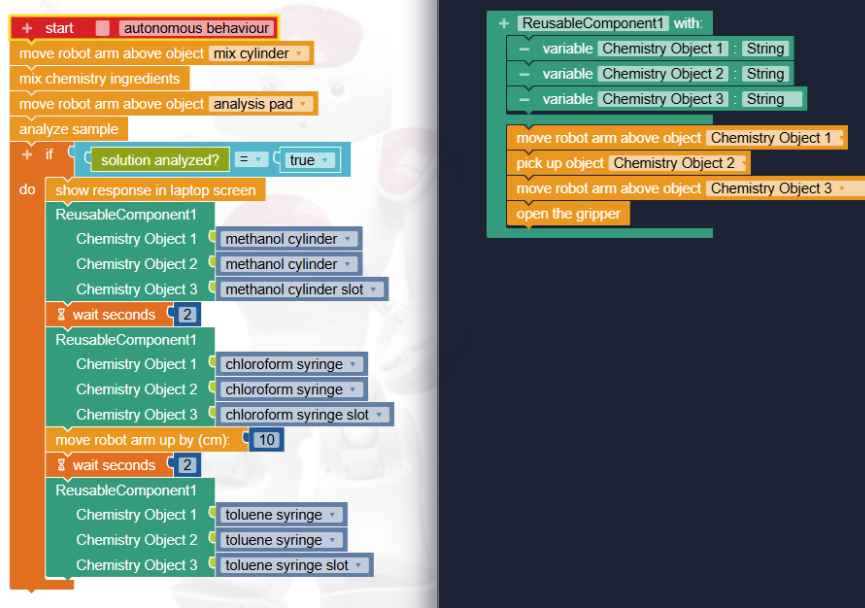 + start autonomous behaviour
move robot arm above object mix cylinder
mix chemistry ingredients
move robot arm above object analysis pad
analyze sample
+ if solution analyzed? = true
do show response in laptop screen
ReusableComponent1
Chemistry Object 1 methanol cylinder
Chemistry Object 2 methanol cylinder
Chemistry Object 3 methanol cylinder slot
wait seconds 2
ReusableComponent1
Chemistry Object 1 chloroform syringe
Chemistry Object 2 chloroform syringe
Chemistry Object 3 chloroform syringe slot
move robot arm up by (cm): 10
wait seconds 2
ReusableComponent1
Chemistry Object 1 toluene syringe
Chemistry Object 2 toluene syringe
Chemistry Object 3 toluene syringe slot
+ ReusableComponent1 with:
− variable Chemistry Object 1 : String
− variable Chemistry Object 2 : String
− variable Chemistry Object 3 : String
move robot arm above object Chemistry Object 1
pick up object Chemistry Object 2
move robot arm above object Chemistry Object 3
open the gripper